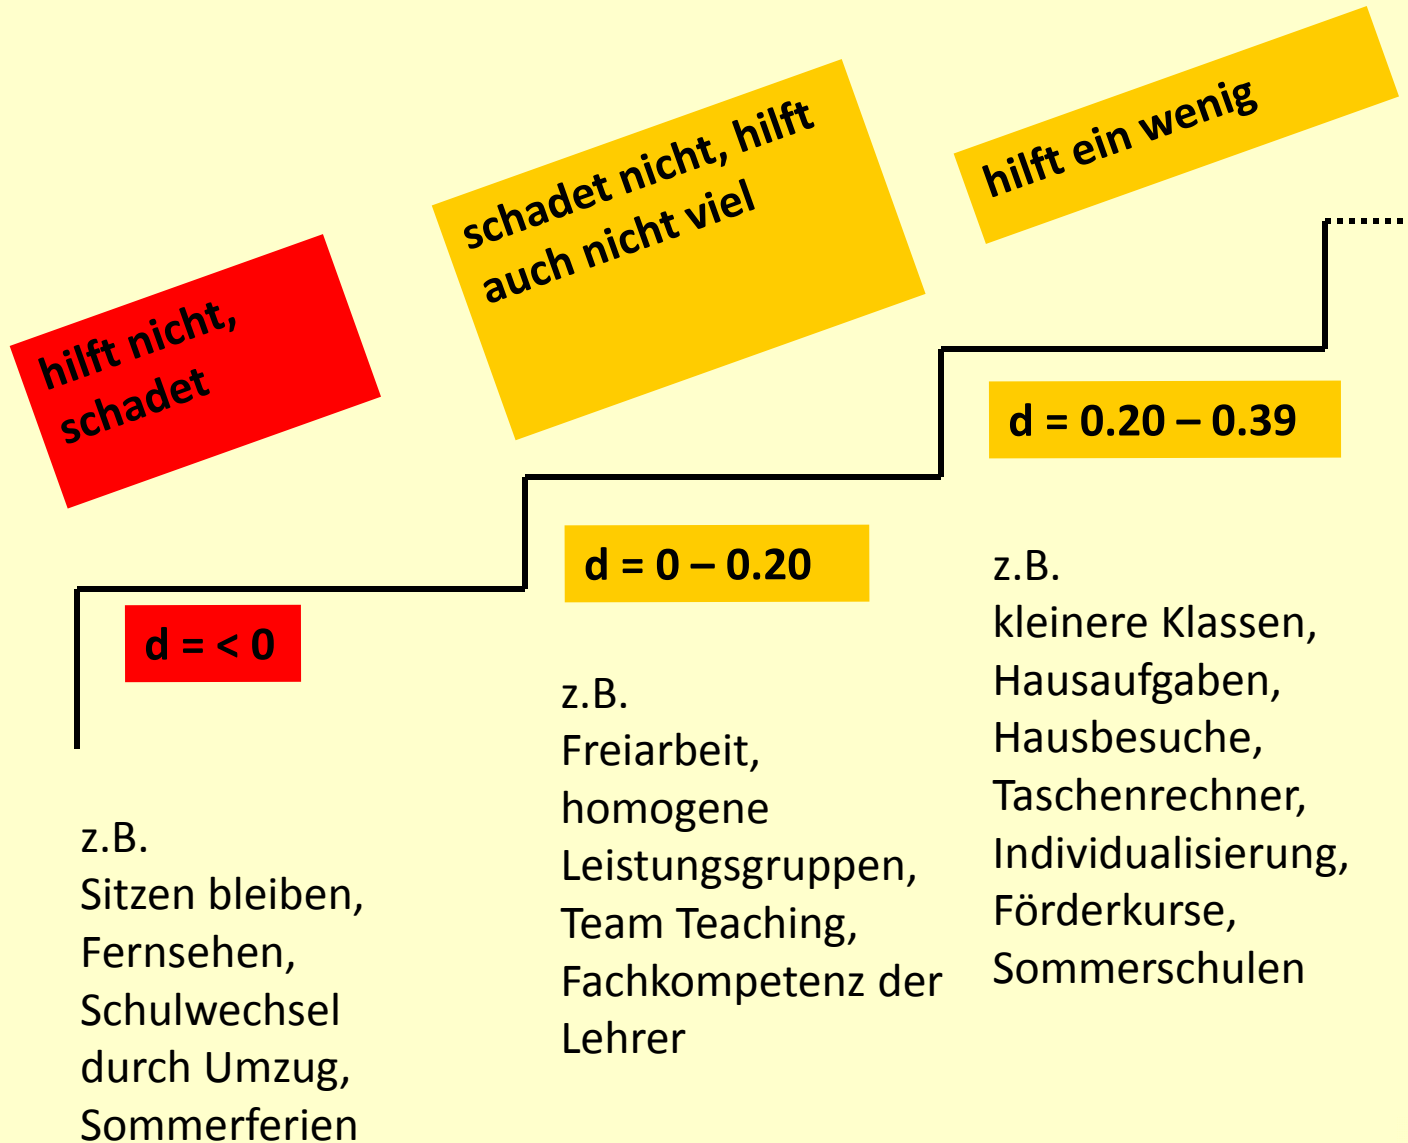 hilft nicht,
schadet
d = < 0
z.B.
Sitzen bleiben,
Fernsehen,
Schulwechsel
durch Umzug,
Sommerferien
schadet nicht, hilft
auch nicht viel
d = 0 – 0.20
z.B.
Freiarbeit,
homogene
Leistungsgruppen,
Team Teaching,
Fachkompetenz der
Lehrer
hilft ein wenig
d = 0.20 – 0.39
z.B.
kleinere Klassen,
Hausaufgaben,
Hausbesuche,
Taschenrechner,
Individualisierung,
Förderkurse,
Sommerschulen